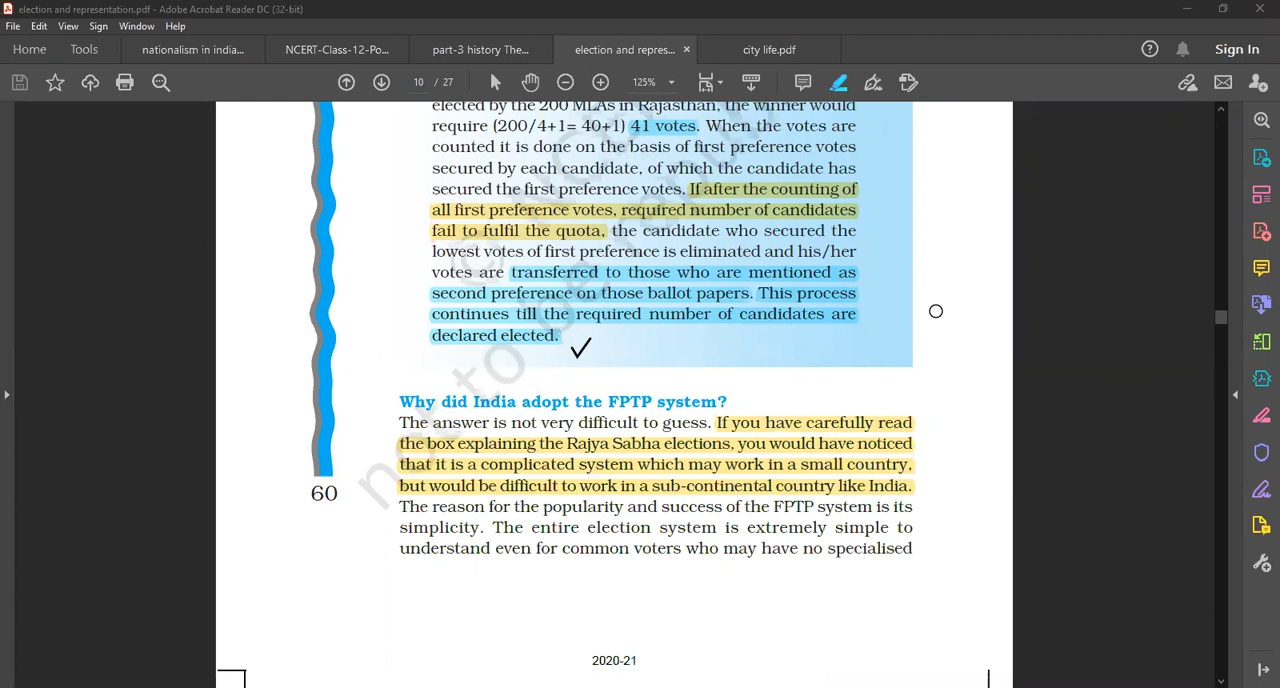 election and representation.pdf - Adobe Acrobat Reader DC (32-bit)
File Edit View Sign Window Help
Home Tools nationalism in india... NCERT-Class-12-Po... part-3 history The... election and repres... × city life.pdf Sign In
10 / 27 125%
elected by the 200 MLAs in Rajasthan, the winner would
require (200/4+1= 40+1) 41 votes. When the votes are
counted it is done on the basis of first preference votes
secured by each candidate, of which the candidate has
secured the first preference votes. If after the counting of
all first preference votes, required number of candidates
fail to fulfil the quota, the candidate who secured the
lowest votes of first preference is eliminated and his/her
votes are transferred to those who are mentioned as
second preference on those ballot papers. This process
continues till the required number of candidates are
declared elected.
Why did India adopt the FPTP system?
The answer is not very difficult to guess. If you have carefully read
the box explaining the Rajya Sabha elections, you would have noticed
that it is a complicated system which may work in a small country,
but would be difficult to work in a sub-continental country like India.
The reason for the popularity and success of the FPTP system is its
simplicity. The entire election system is extremely simple to
understand even for common voters who may have no specialised
60
2020-21
not to be